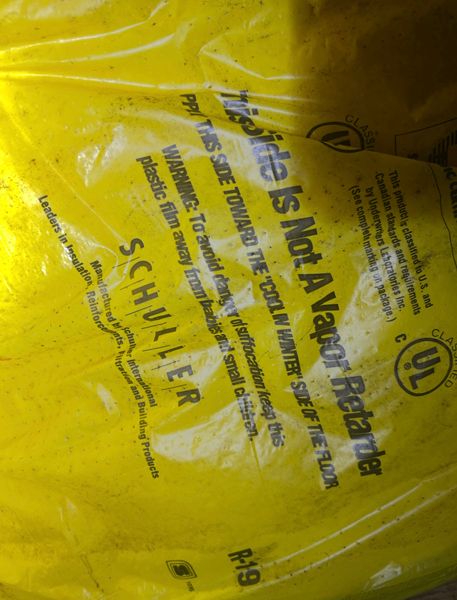 This Side Is Not A Vapor Retarder
THIS SIDE TOWARD THE "COOL IN WINTER" SIDE OF THE FLOOR
WARNING: To avoid danger of suffocation keep this
plastic film away from babies and small children.
SCHULLER
Manufactured Schuller International
Leaders in Insulation, Filtration and Building Products
CLASSIFIED
UL
This product is classified to U.S. and
Canadian standards and requirements
by Underwriters Laboratories Inc.
(See complete marking on package.)
CLASSIFIED
C UL
R-19
S